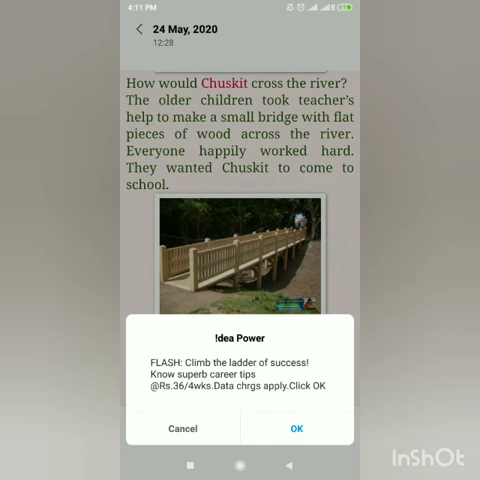 4:11 PM
24 May, 2020
12:28
How would Chuskit cross the river?
The older children took teacher's
help to make a small bridge with flat
pieces of wood across the river.
Everyone happily worked hard.
They wanted Chuskit to come to
school.
!dea Power
FLASH: Climb the ladder of success!
Know superb career tips
@Rs.36/4wks.Data chrgs apply.Click OK
Cancel OK
InShOt